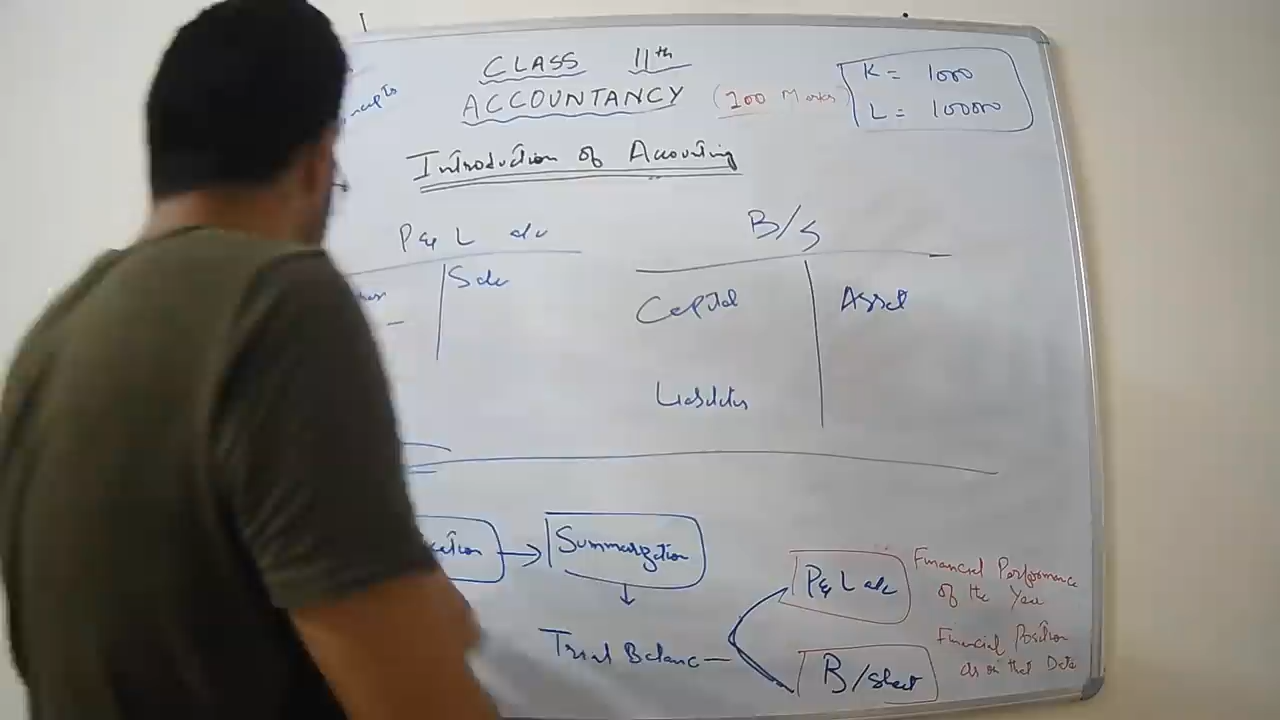 CLASS 11th
ACCOUNTANCY (100 Marks)
K = 1000
L = 100000
Introduction of Accounting
P & L a/c
Sale
B/S
Capital
Asset
Liabilities
Summarization
Trial Balance —
P & L a/c
Financial Performance
of the Year
B/Sheet
Financial Position
as on that Date